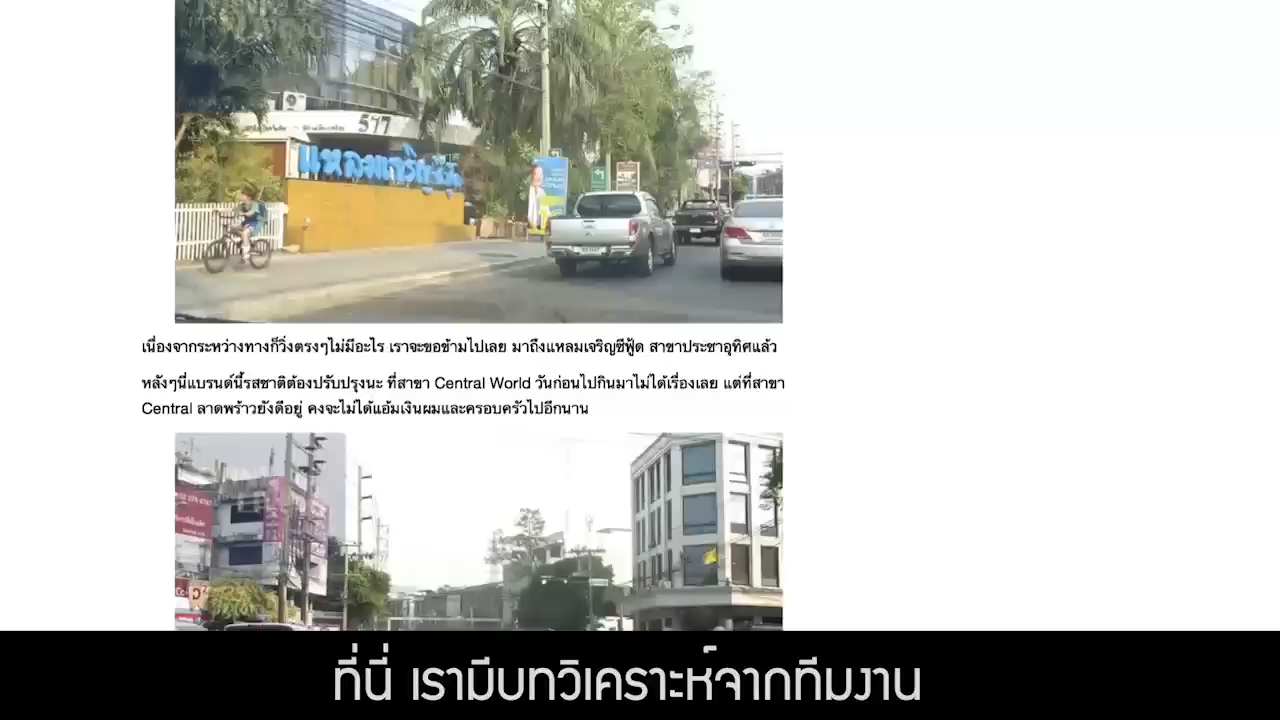 577
แหลมเจริญซีฟู้ด
เนื่องจากระหว่างทางก็วิ่งตรงๆไม่มีอะไร เราจะขอข้ามไปเลย มาถึงแหลมเจริญซีฟู้ด สาขาประชาอุทิศแล้ว
หลังๆนี่แบรนด์นี้รสชาติต้องปรับปรุงนะ ที่สาขา Central World วันก่อนไปกินมาไม่ได้เรื่องเลย แต่ที่สาขา
Central ลาดพร้าวยังดีอยู่ คงจะไม่ได้แอ้มเงินผมและครอบครัวไปอีกนาน
ที่นี่ เรามีบทวิเคราะห์จากทีมงาน